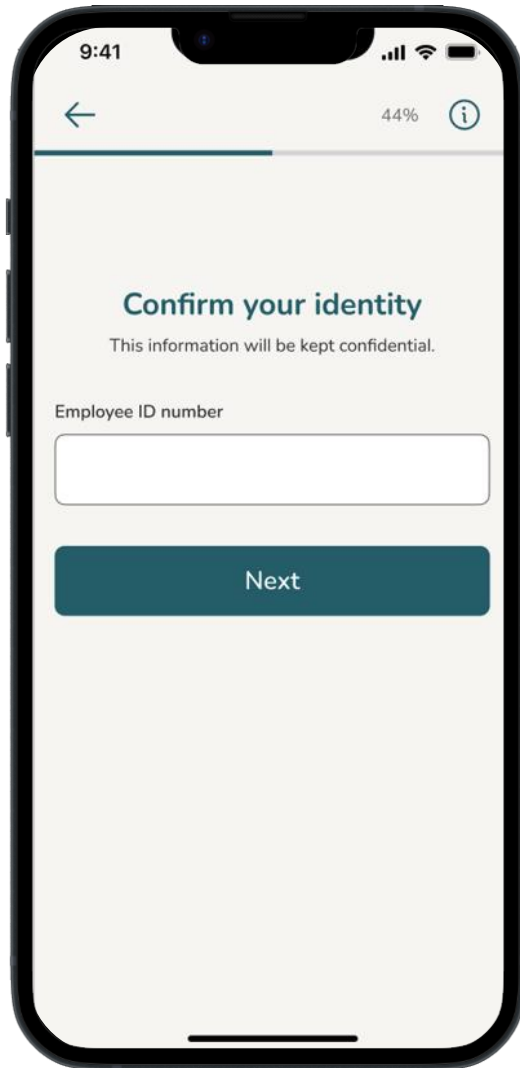 9:41
44%
Confirm your identity
This information will be kept confidential.
Employee ID number
Next